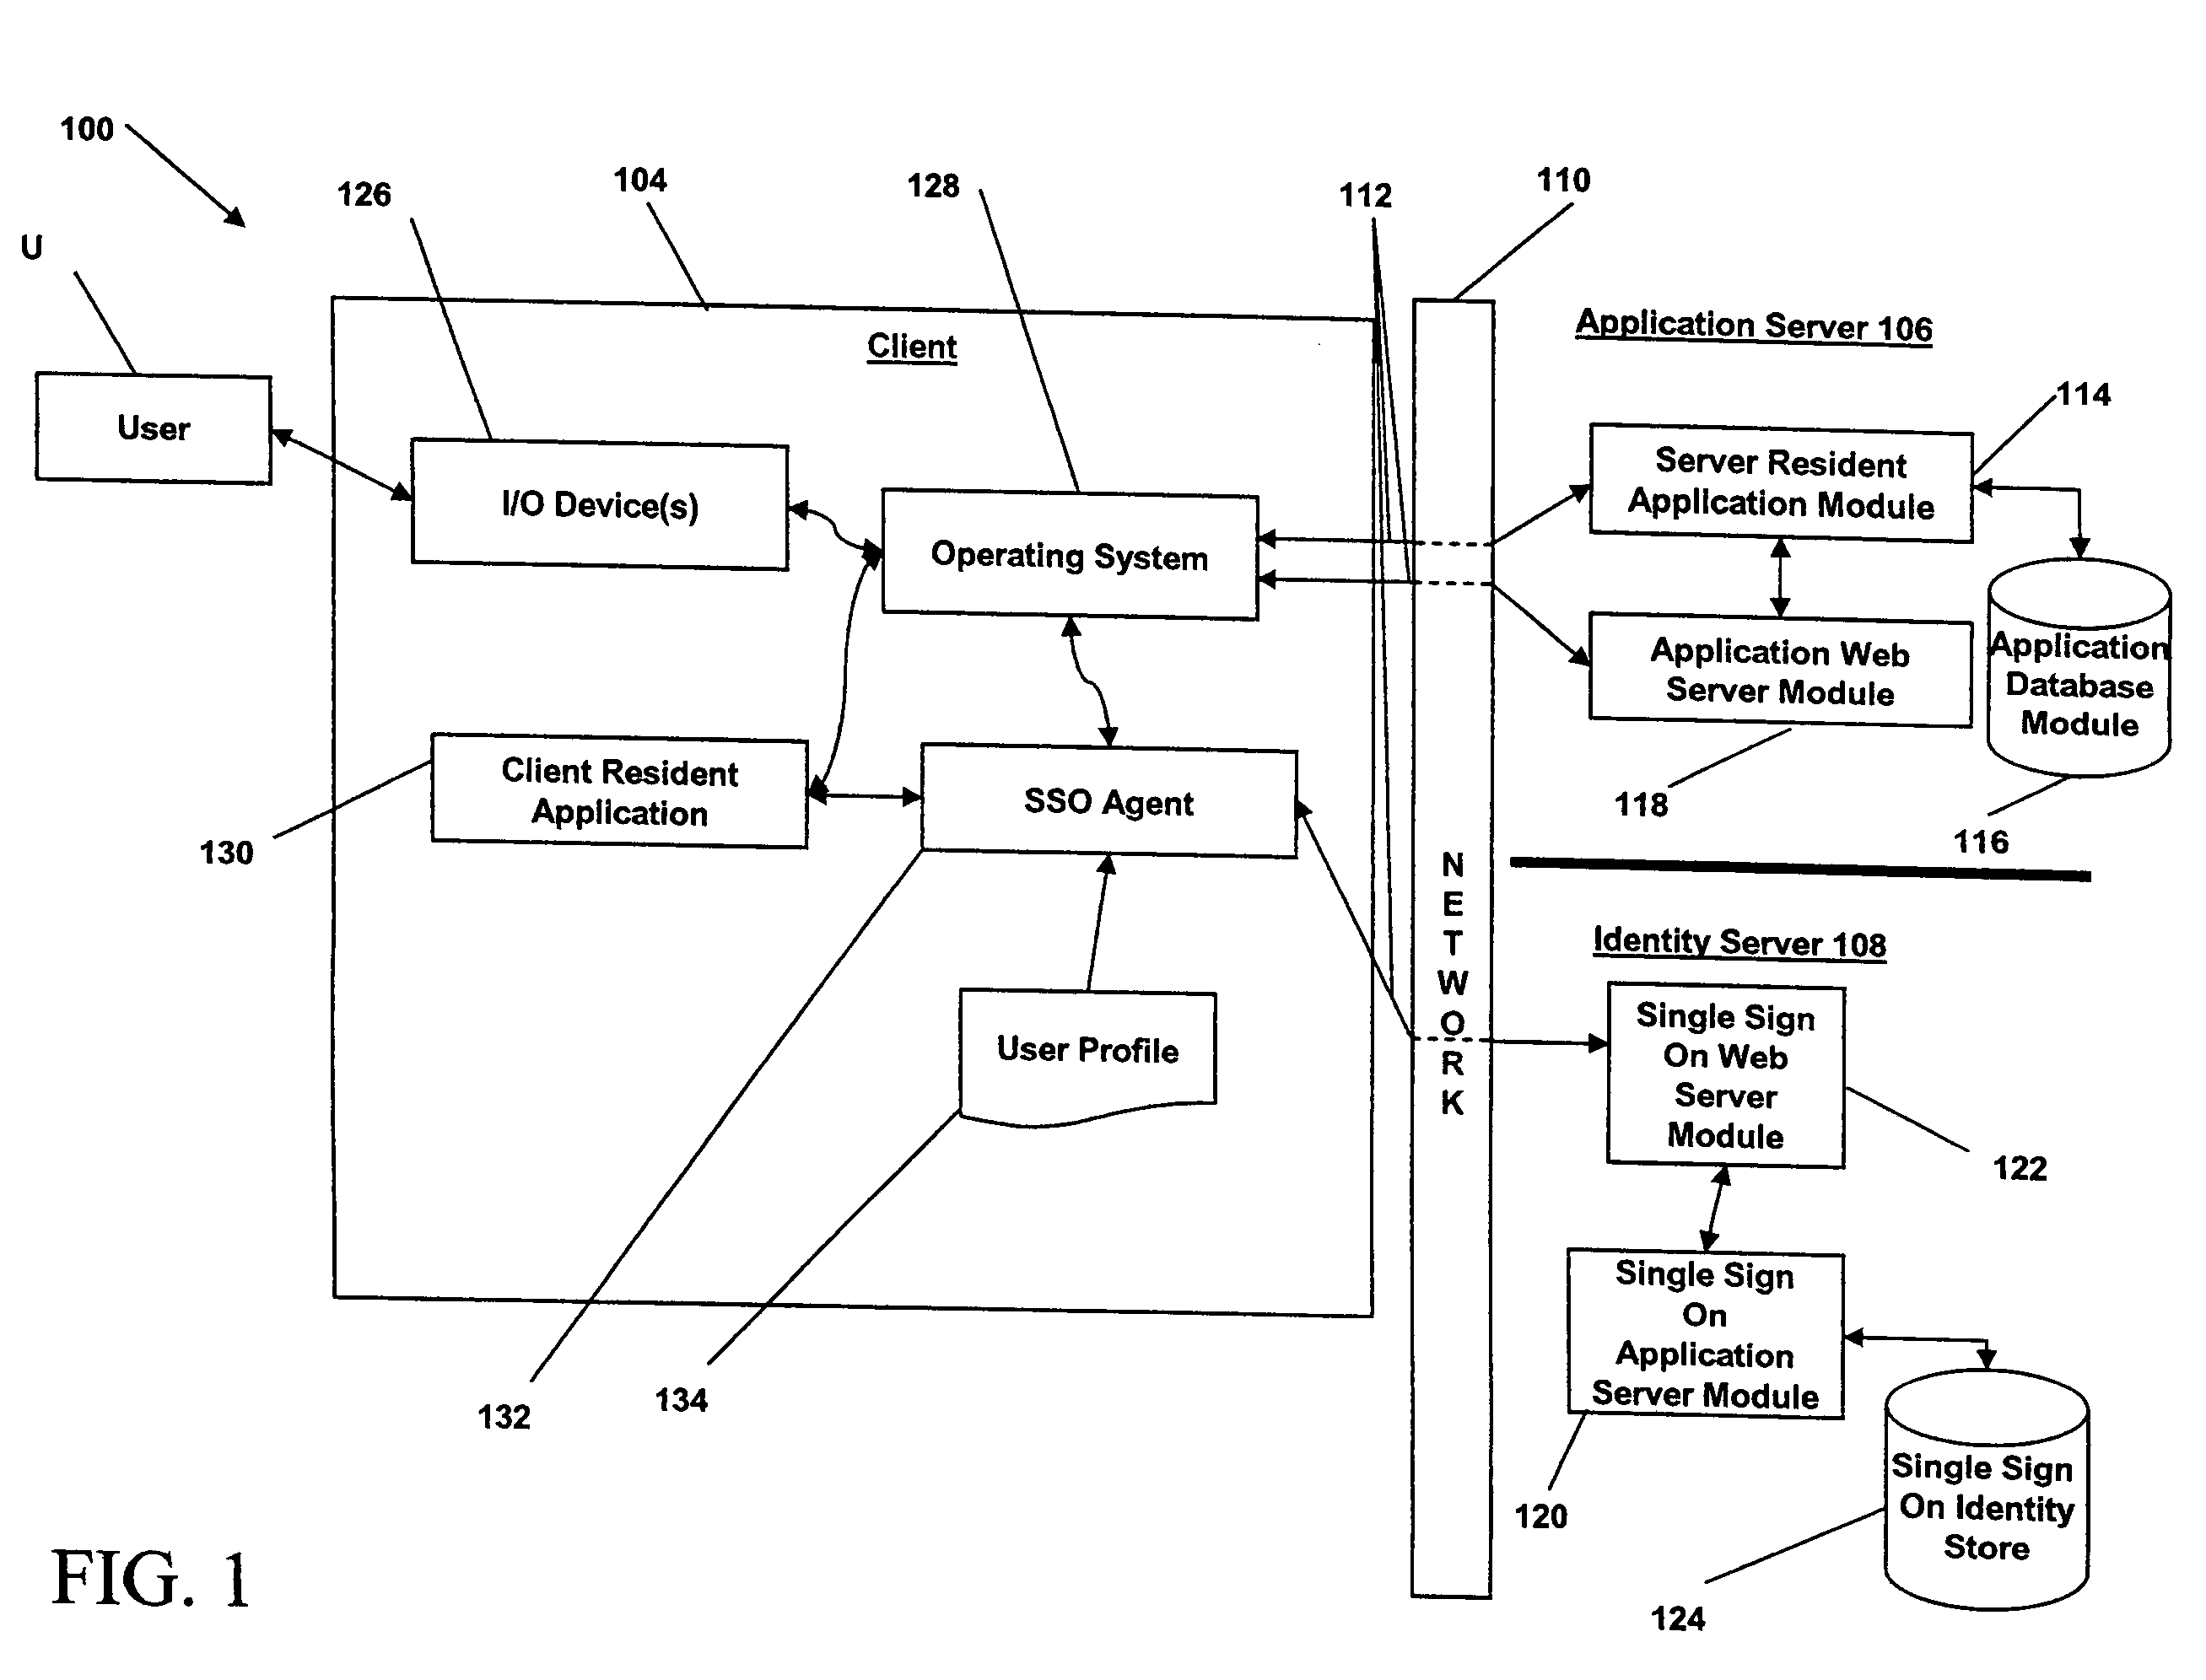 100
126
104
128
112
110
U
Client
Application Server 106
User
I/O Device(s)
Operating System
Server Resident
Application Module
114
Application Web
Server Module
Application
Database
Module
118
116
Client Resident
Application
SSO Agent
130
NETWORK
Identity Server 108
User Profile
Single Sign
On Web
Server
Module
122
Single Sign
On
Application
Server Module
132
134
120
Single Sign
On Identity
Store
124
FIG. 1